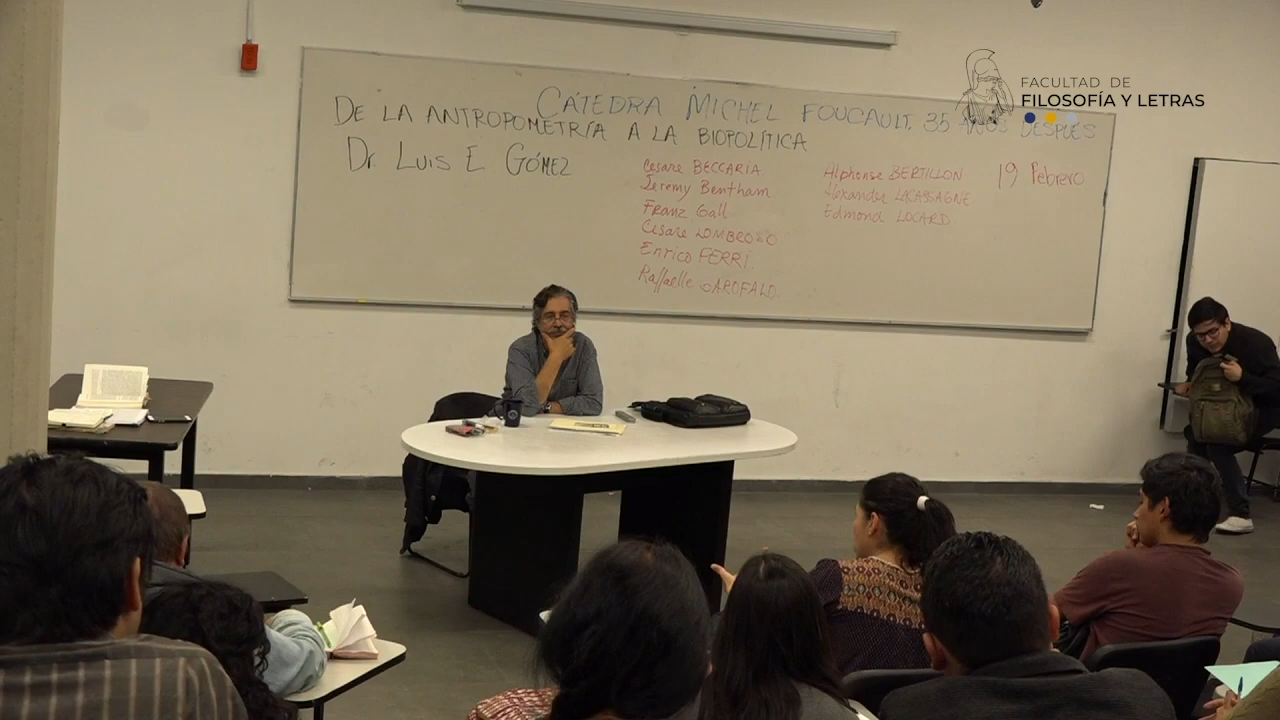 FACULTAD DE
FILOSOFÍA Y LETRAS
CÁTEDRA MICHEL FOUCAULT, 35 AÑOS DESPUÉS
DE LA ANTROPOMETRÍA A LA BIOPOLÍTICA
Dr. LUIS E GÓMEZ
Cesare BECCARIA
Jeremy Bentham
Franz Gall
Cesare LOMBROSO
Enrico FERRI
Raffaelle GAROFALO
Alphonse BERTILLON
Alexandre LACASSAGNE
Edmond LOCARD
19 Febrero